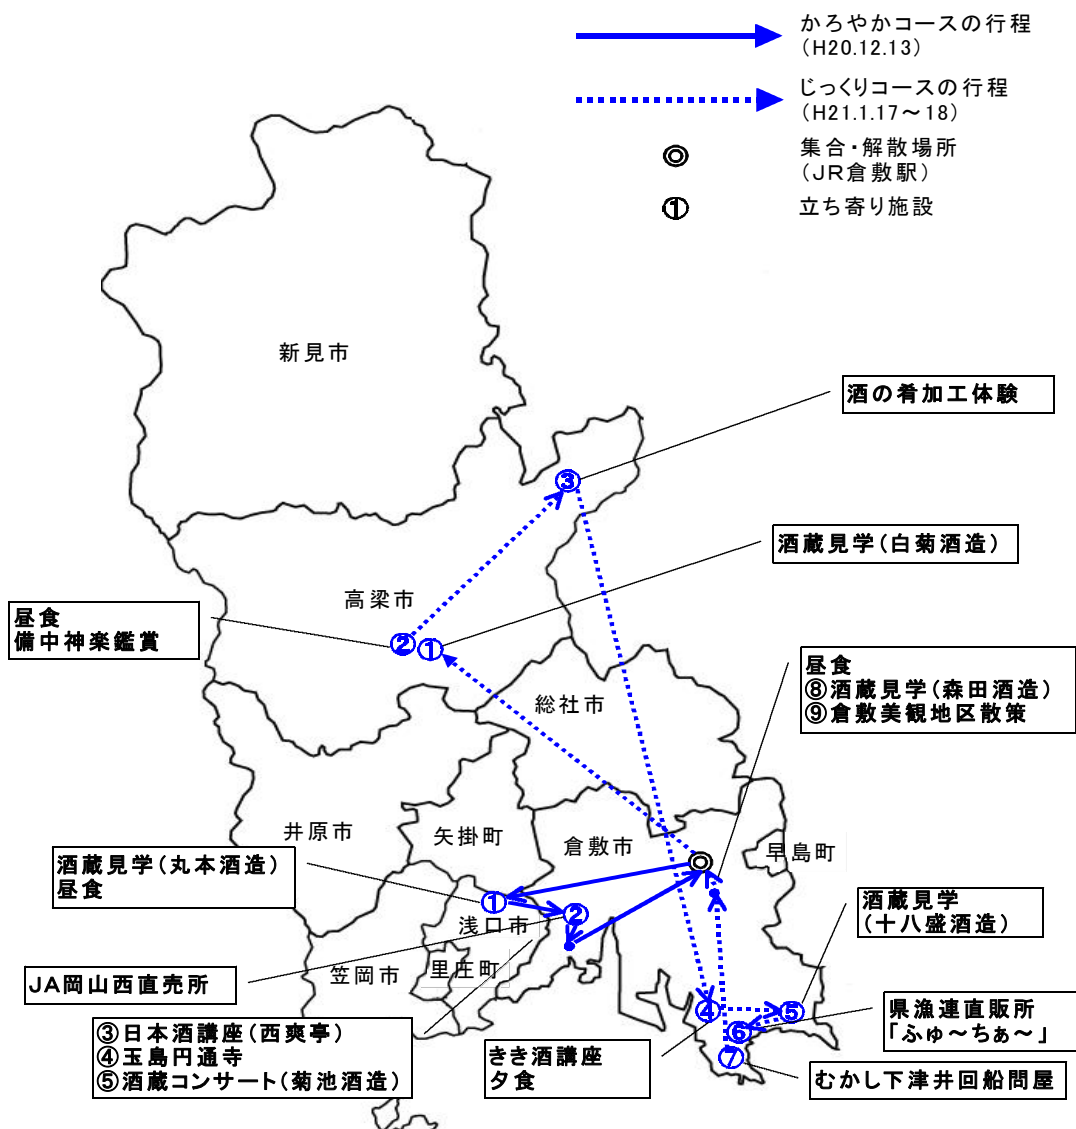 かろやかコースの行程
(H20.12.13)
じっくりコースの行程
(H21.1.17～18)
◎
集合・解散場所
(JR倉敷駅)
①
立ち寄り施設
新見市
酒の肴加工体験
③
酒蔵見学(白菊酒造)
高梁市
昼食
備中神楽鑑賞
②
①
昼食
⑧酒蔵見学(森田酒造)
⑨倉敷美観地区散策
総社市
井原市
矢掛町
倉敷市
早島町
◎
酒蔵見学(丸本酒造)
昼食
①
②
浅口市
酒蔵見学
(十八盛酒造)
笠岡市
里庄町
JA岡山西直売所
④
⑤
⑥
⑦
県漁連直販所
「ふゅ～ちぁ～」
③日本酒講座(西爽亭)
④玉島円通寺
⑤酒蔵コンサート(菊池酒造)
きき酒講座
夕食
むかし下津井回船問屋